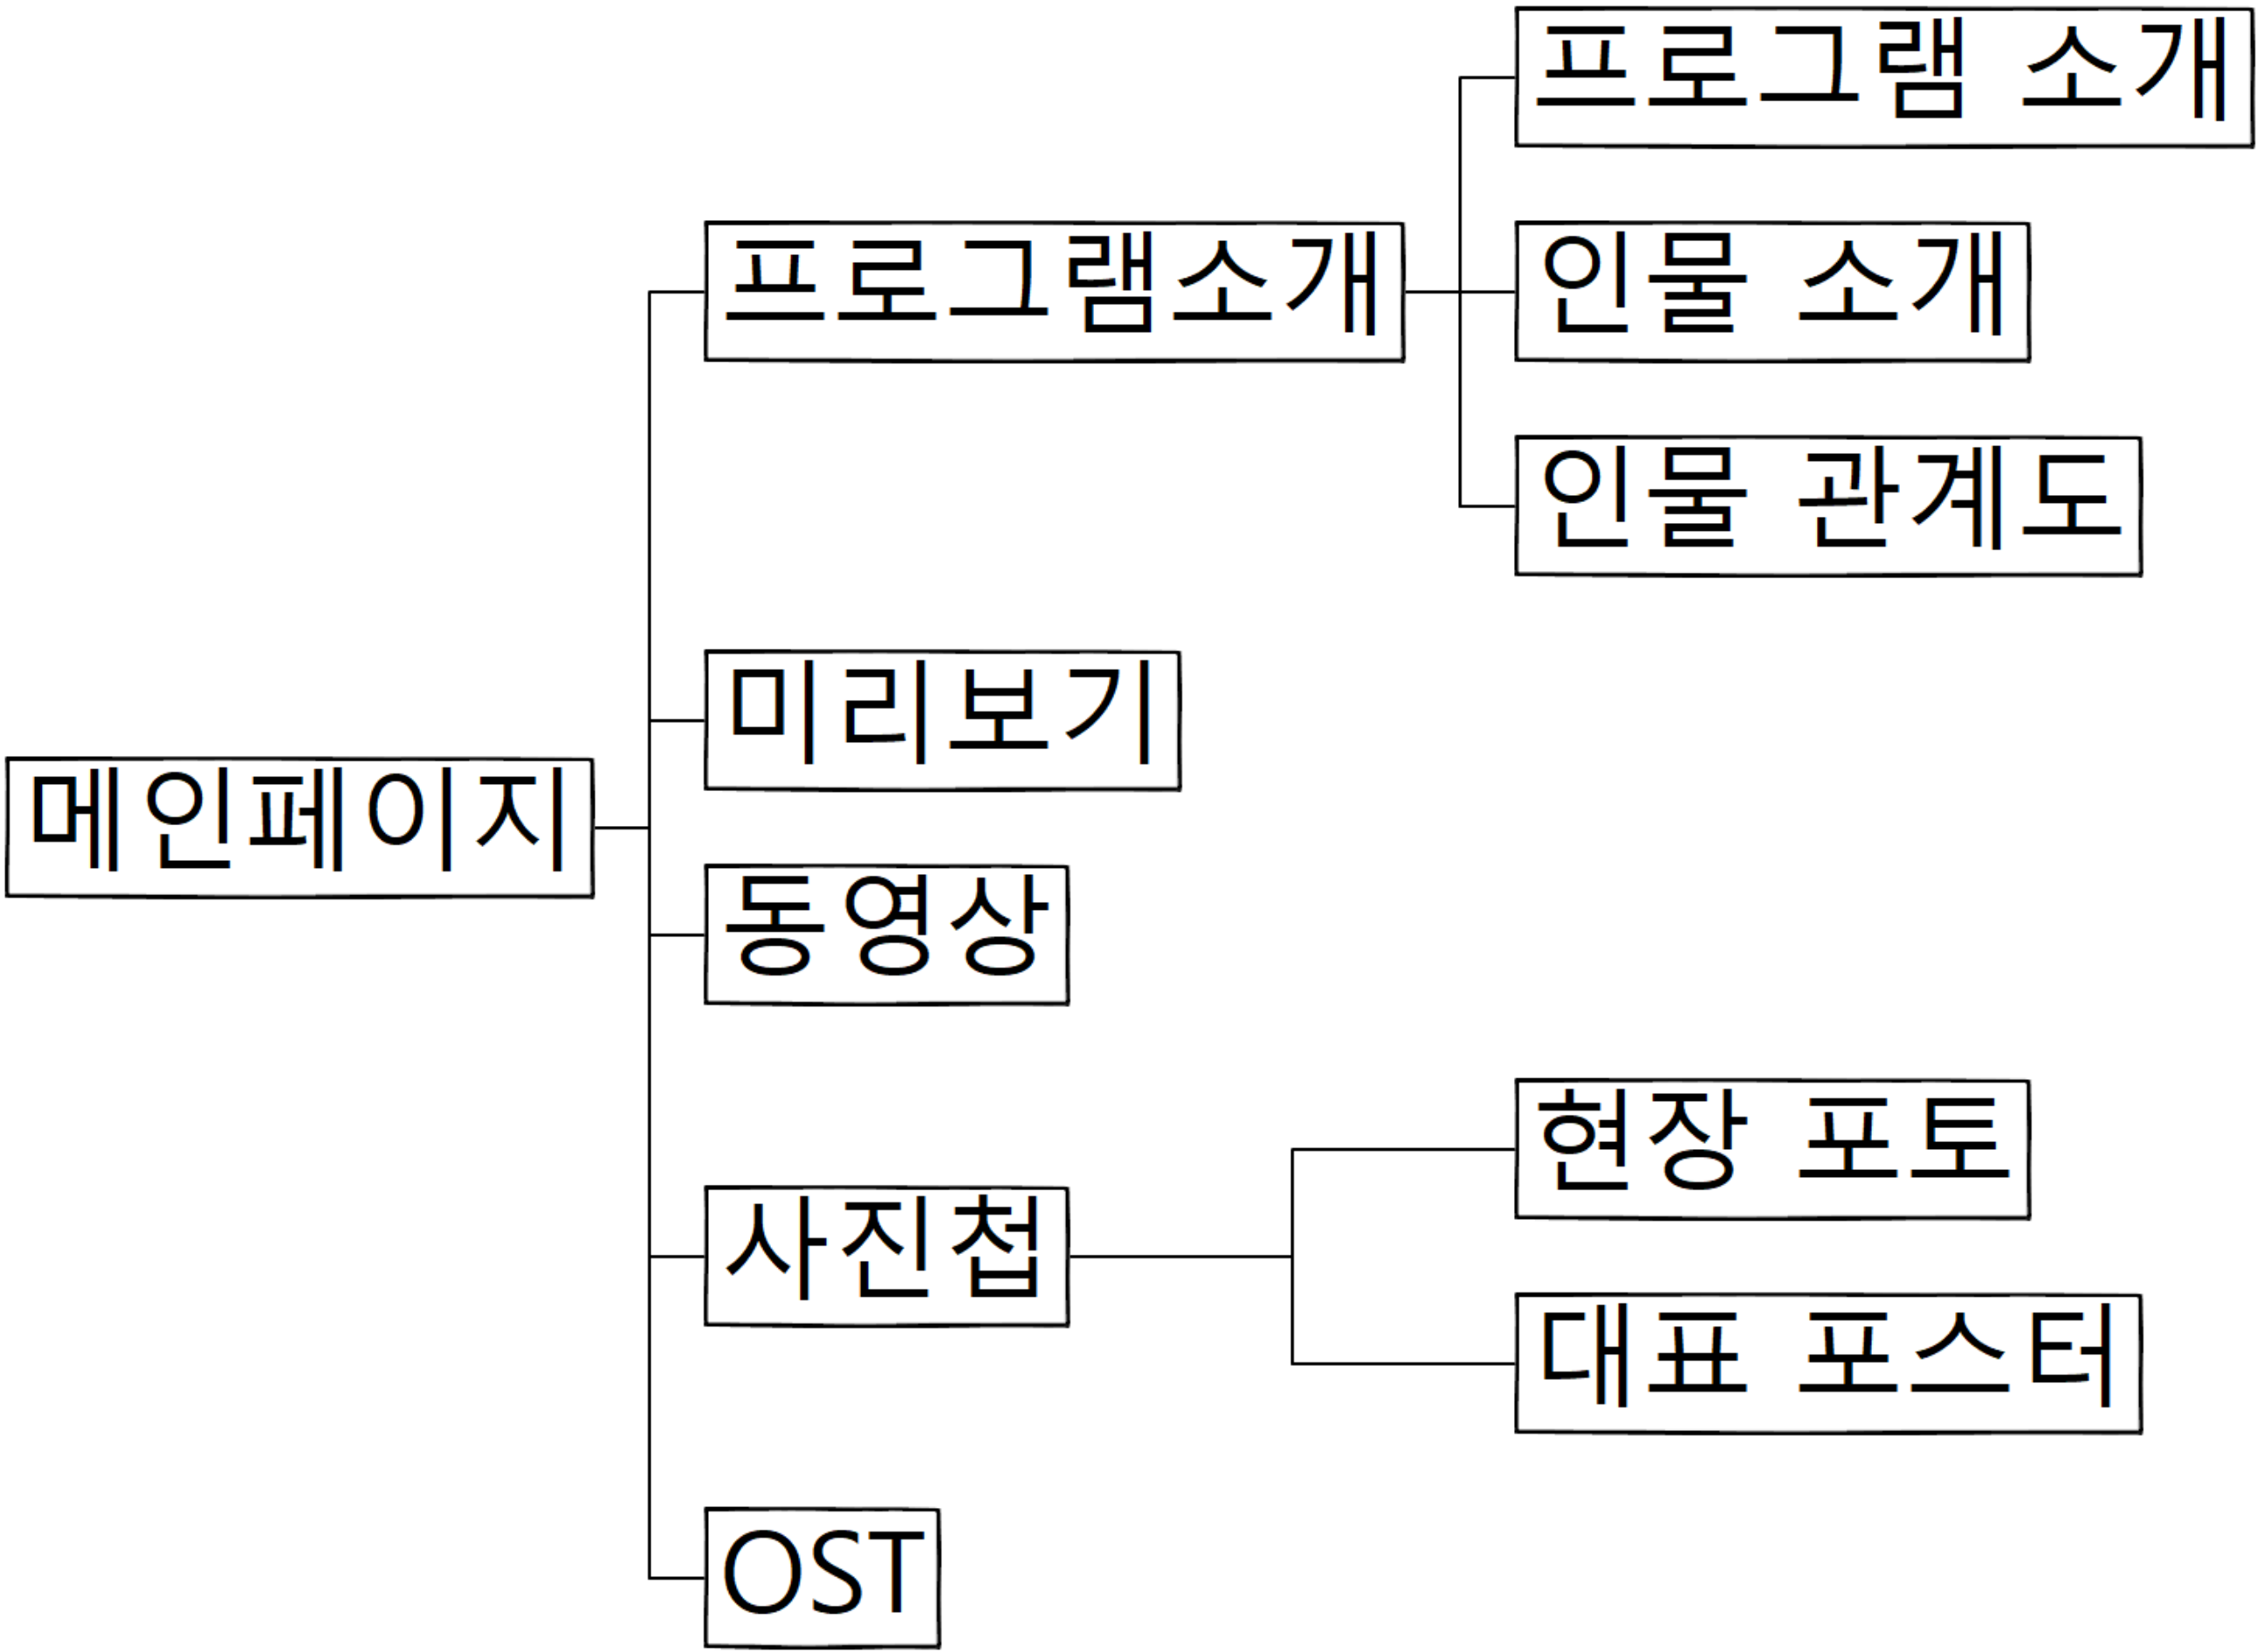 메인페이지
프로그램소개
프로그램 소개
인물 소개
인물 관계도
미리보기
동영상
사진첩
현장 포토
대표 포스터
OST